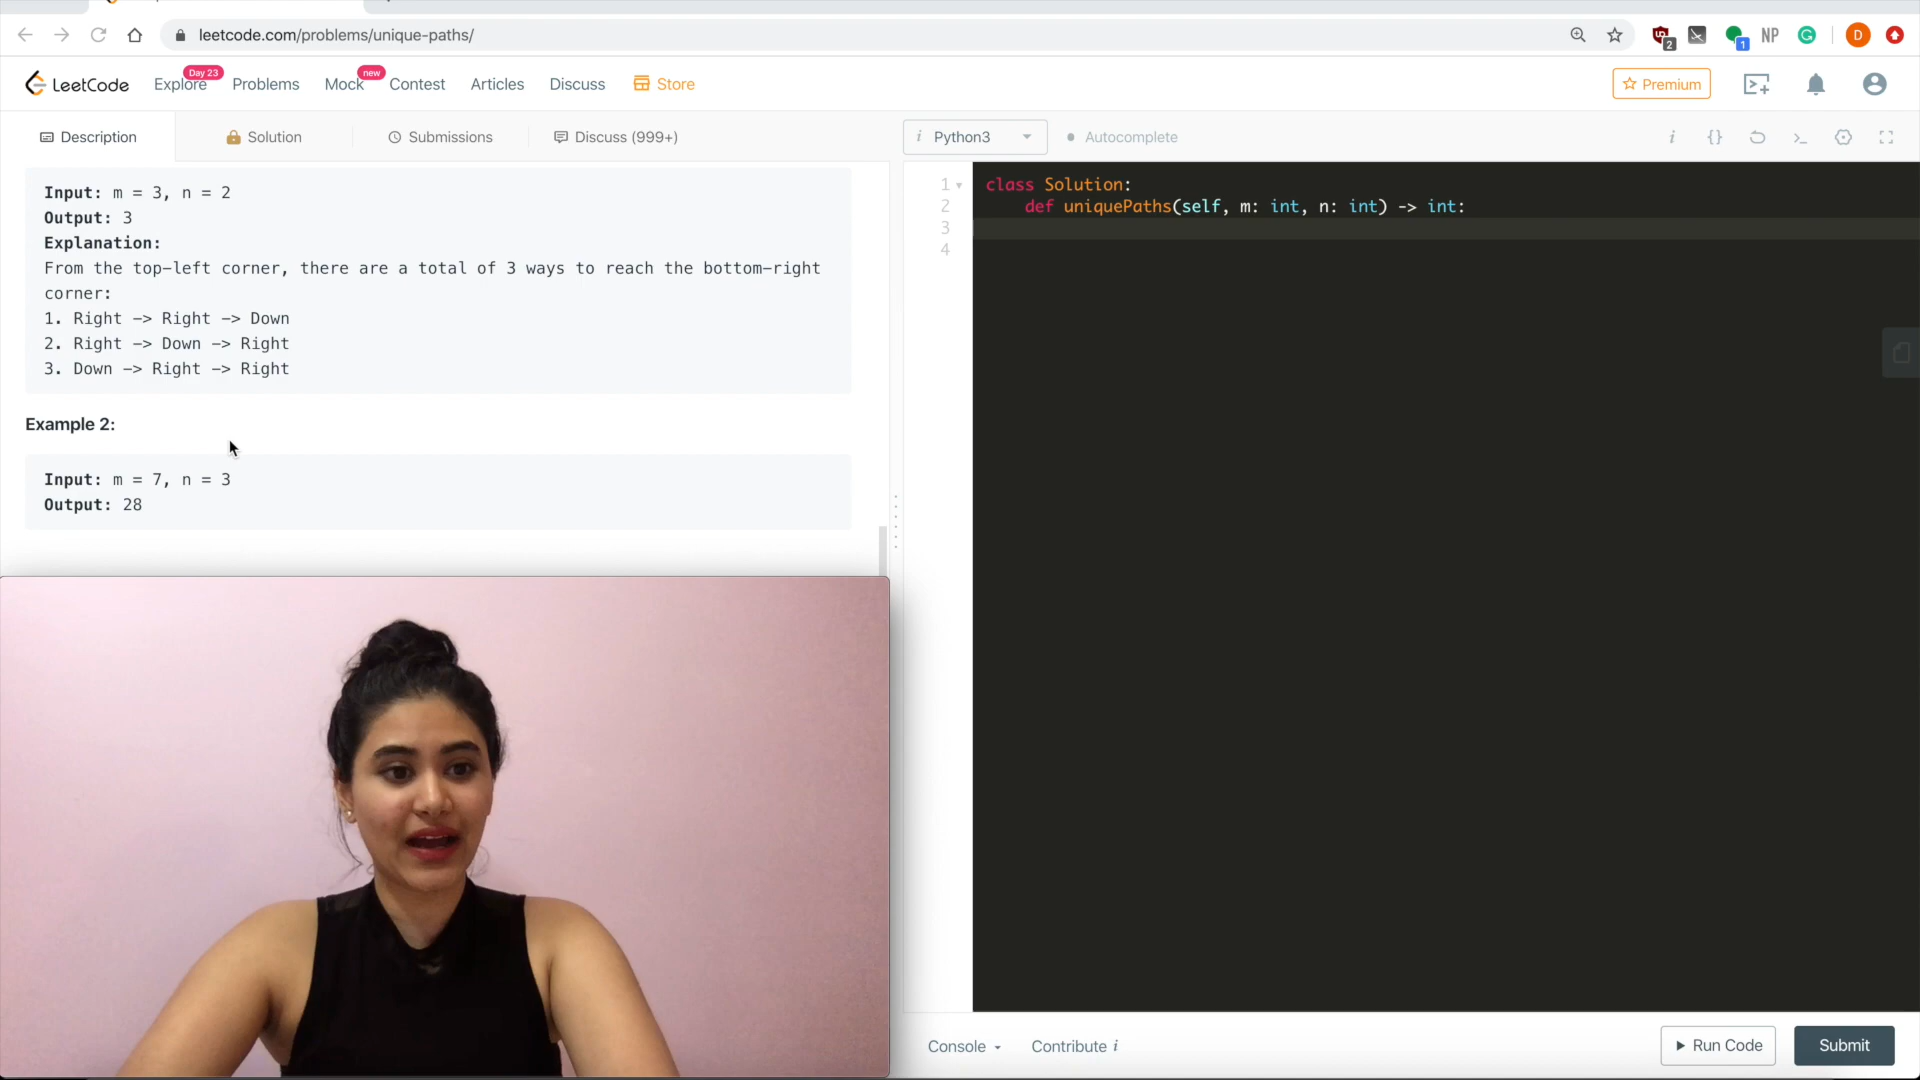 leetcode.com/problems/unique-paths/
2
1
NP
D
LeetCode
Explore
Day 23
Problems
Mock
new
Contest
Articles
Discuss
Store
Premium
Description
Solution
Submissions
Discuss (999+)
i Python3
Autocomplete
i {} >_
Input: m = 3, n = 2
Output: 3
Explanation:
From the top-left corner, there are a total of 3 ways to reach the bottom-right
corner:
1. Right -> Right -> Down
2. Right -> Down -> Right
3. Down -> Right -> Right
Example 2:
Input: m = 7, n = 3
Output: 28
1 class Solution:
2 def uniquePaths(self, m: int, n: int) -> int:
3
4
Console
Contribute i
Run Code
Submit